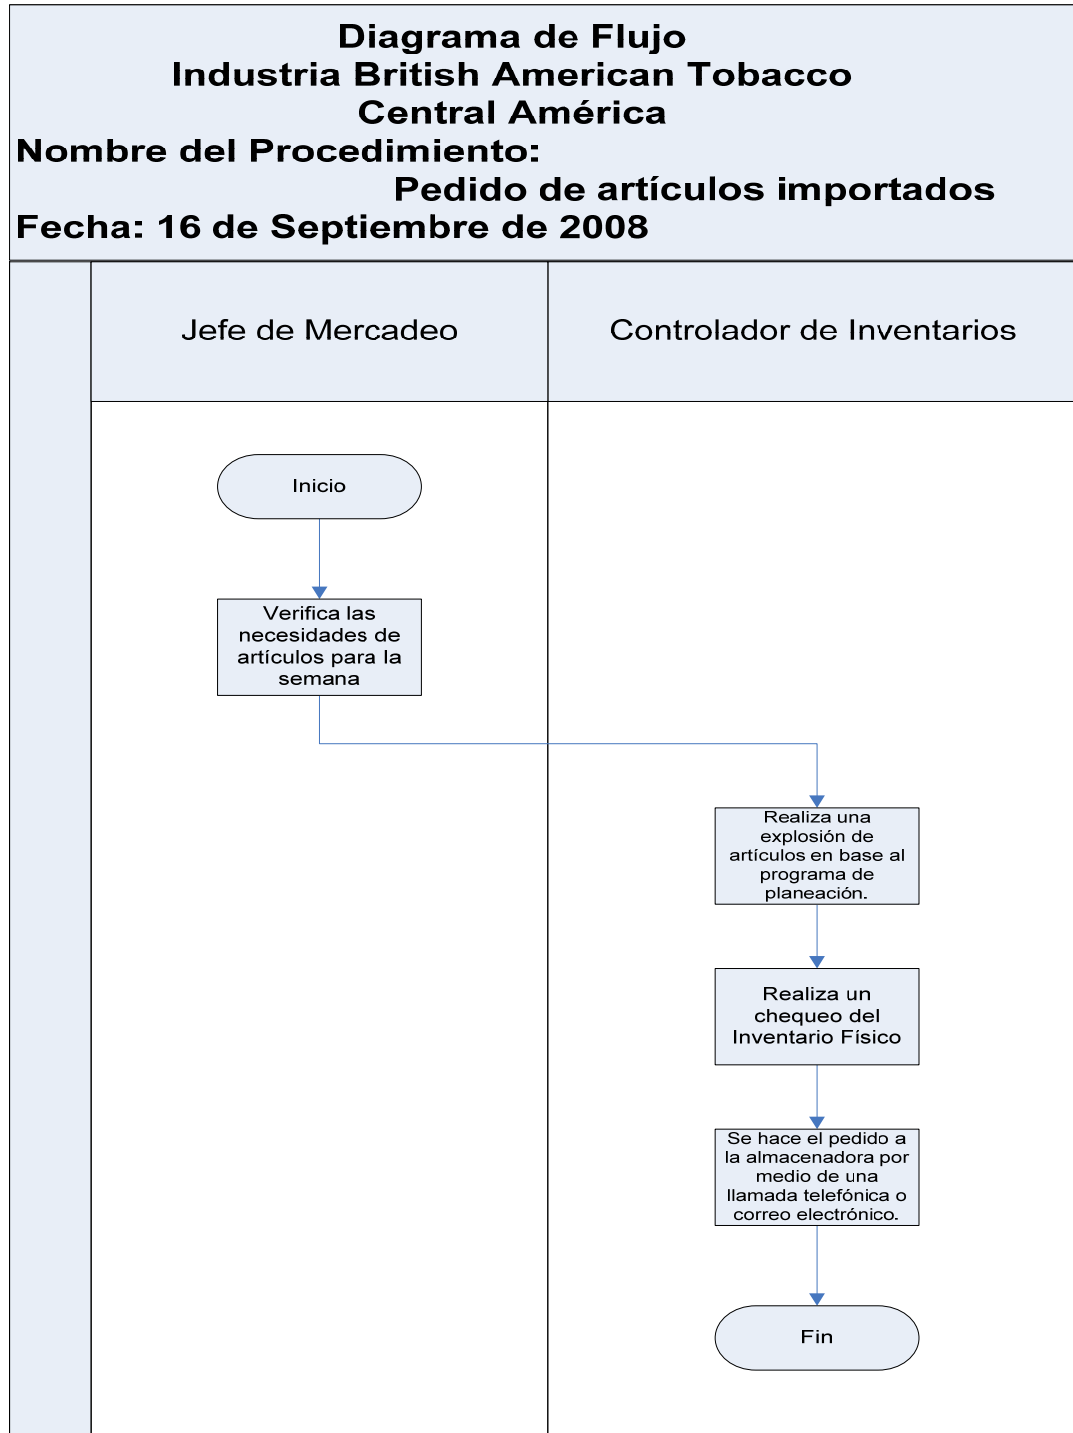 Diagrama de Flujo
Industria British American Tobacco
Central América
Nombre del Procedimiento:
Pedido de artículos importados
Fecha: 16 de Septiembre de 2008
Jefe de Mercadeo
Controlador de Inventarios
Inicio
Verifica las
necesidades de
artículos para la
semana
Realiza una
explosión de
artículos en base al
programa de
planeación.
Realiza un
chequeo del
Inventario Físico
Se hace el pedido a
la almacenadora por
medio de una
llamada telefónica o
correo electrónico.
Fin